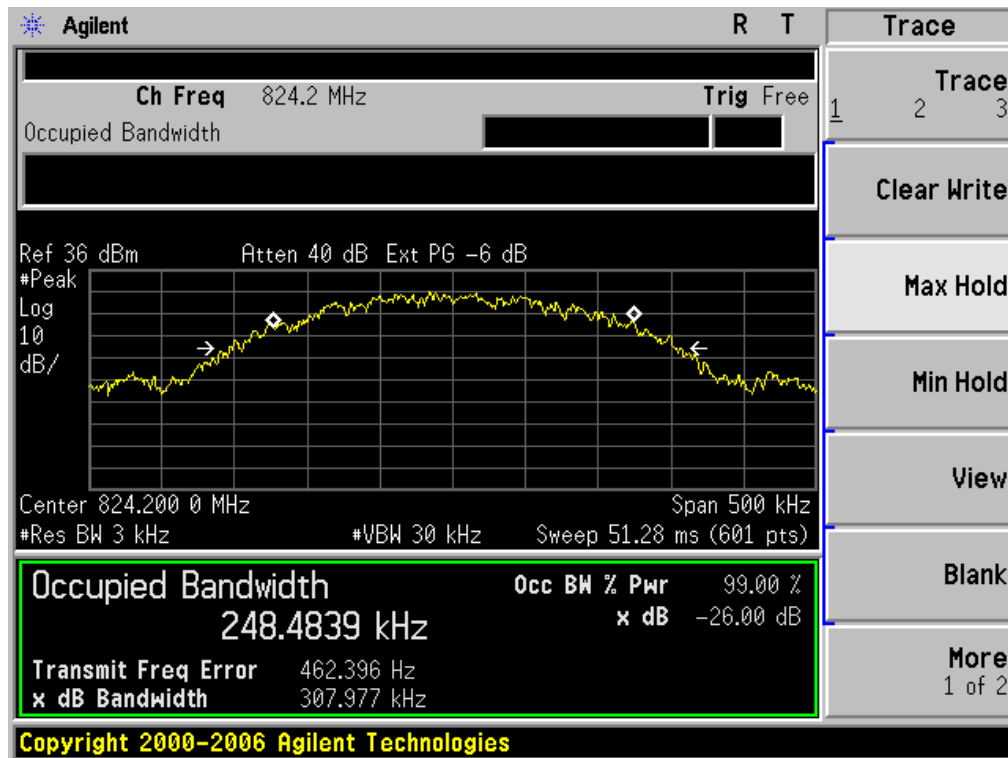 Agilent R T Trace
Ch Freq 824.2 MHz Trig Free
Occupied Bandwidth
Trace
1 2 3
Clear Write
Max Hold
Min Hold
View
Blank
More
1 of 2
Ref 36 dBm Atten 40 dB Ext PG -6 dB
#Peak
Log
10
dB/
Center 824.200 0 MHz Span 500 kHz
#Res BW 3 kHz #VBW 30 kHz Sweep 51.28 ms (601 pts)
Occupied Bandwidth Occ BW % Pwr 99.00 %
248.4839 kHz x dB -26.00 dB
Transmit Freq Error 462.396 Hz
x dB Bandwidth 307.977 kHz
Copyright 2000-2006 Agilent Technologies